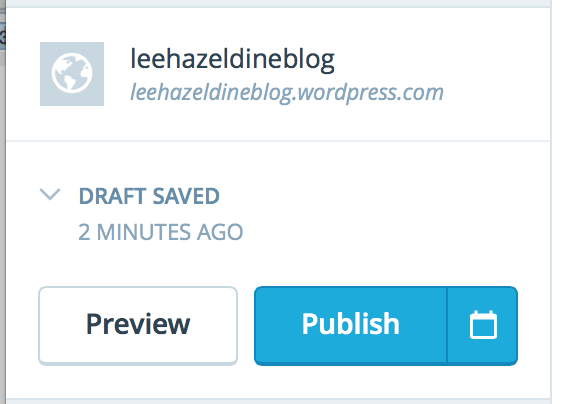 leehazeldineblog
leehazeldineblog.wordpress.com
DRAFT SAVED
2 MINUTES AGO
Preview
Publish